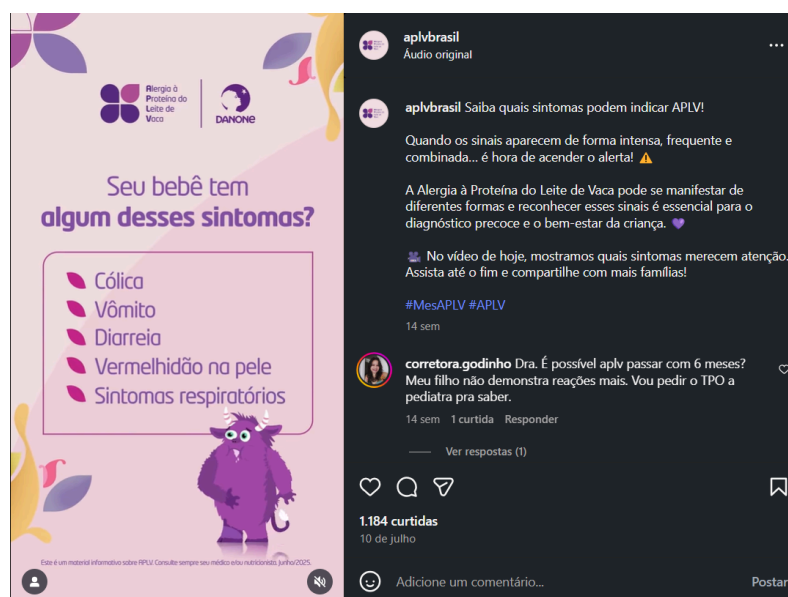 Alergia à
Proteína do
Leite de
Vaca
DANONE
Seu bebê tem
algum desses sintomas?
Cólica
Vômito
Diarreia
Vermelhidão na pele
Sintomas respiratórios
Este é um material informativo sobre APLV. Consulte sempre seu médico e/ou nutricionista, junho/2025.
aplvbrasil
Áudio original
aplvbrasil Saiba quais sintomas podem indicar APLV!
Quando os sinais aparecem de forma intensa, frequente e
combinada... é hora de acender o alerta! ⚠️
A Alergia à Proteína do Leite de Vaca pode se manifestar de
diferentes formas e reconhecer esses sinais é essencial para o
diagnóstico precoce e o bem-estar da criança. 💜
🎥 No vídeo de hoje, mostramos quais sintomas merecem atenção.
Assista até o fim e compartilhe com mais famílias!
#MesAPLV #APLV
14 sem
corretora.godinho Dra. É possível aplv passar com 6 meses?
Meu filho não demonstra reações mais. Vou pedir o TPO a
pediatra pra saber.
14 sem 1 curtida Responder
Ver respostas (1)
1.184 curtidas
10 de julho
Adicione um comentário...
Postar